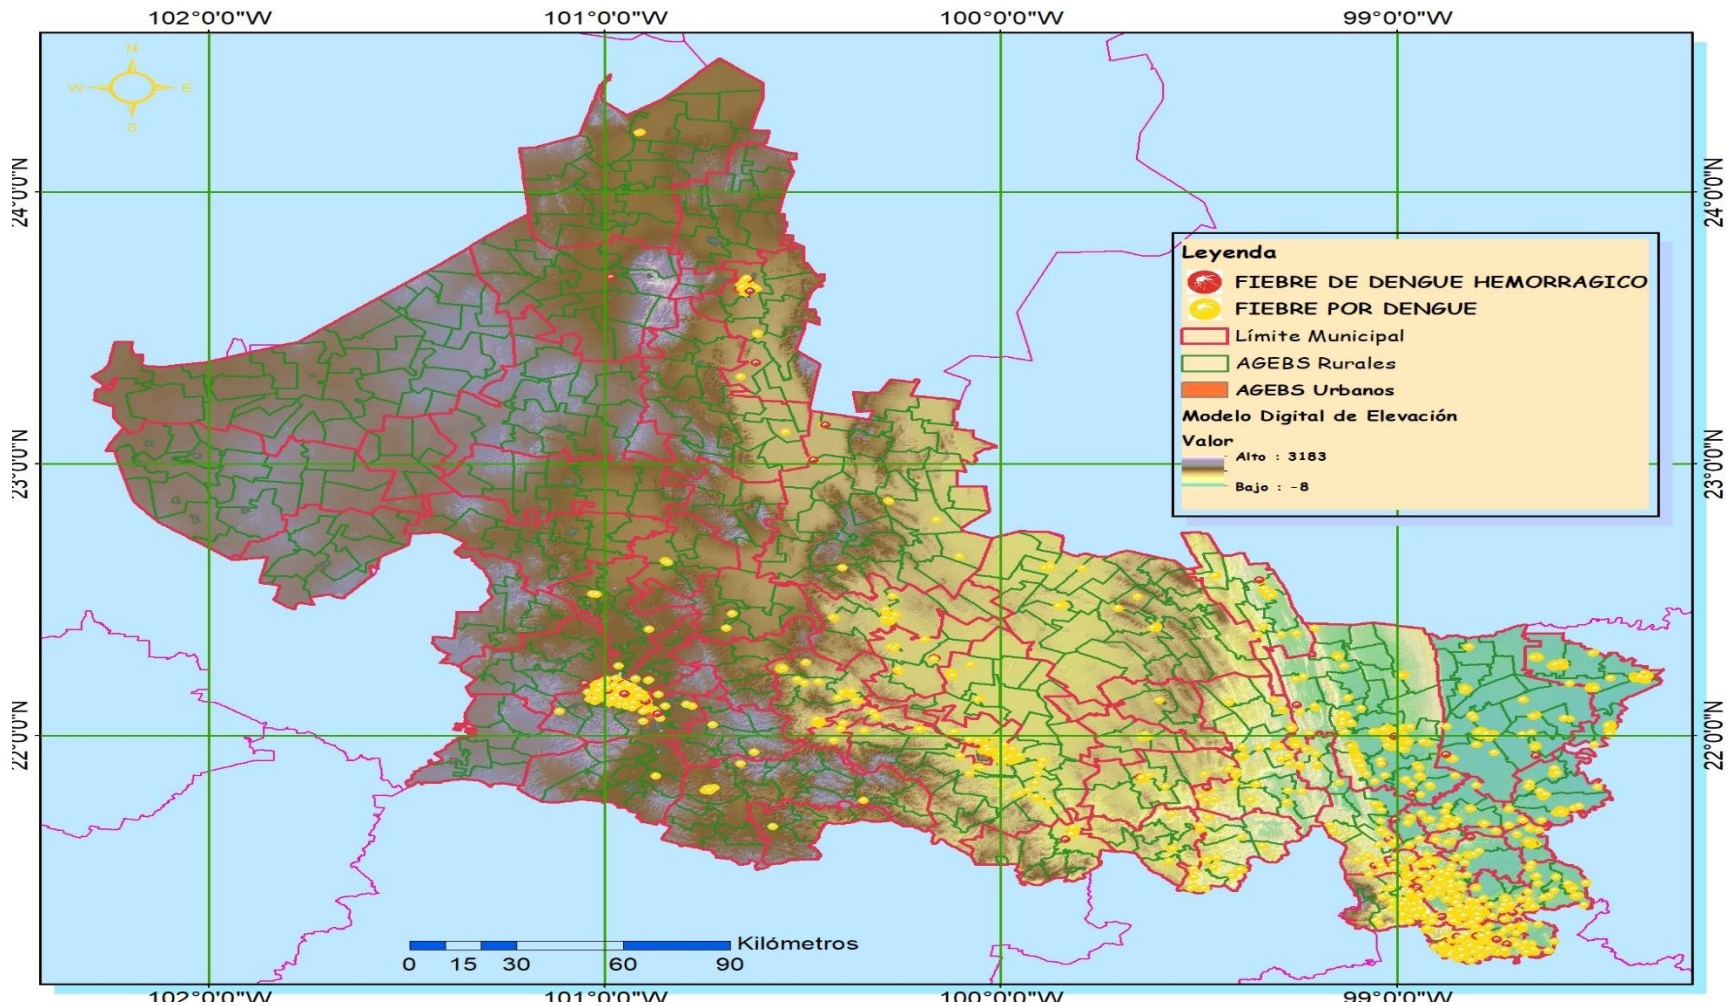 102°0'0"W 101°0'0"W 100°0'0"W 99°0'0"W
N
W E
S
24°0'0"N 24°0'0"N
Leyenda
FIEBRE DE DENGUE HEMORRAGICO
FIEBRE POR DENGUE
Límite Municipal
AGEBS Rurales
AGEBS Urbanos
Modelo Digital de Elevación
Valor
Alto : 3183
Bajo : -8
23°0'0"N 23°0'0"N
22°0'0"N 22°0'0"N
Kilómetros
0 15 30 60 90
102°0'0"W 101°0'0"W 100°0'0"W 99°0'0"W